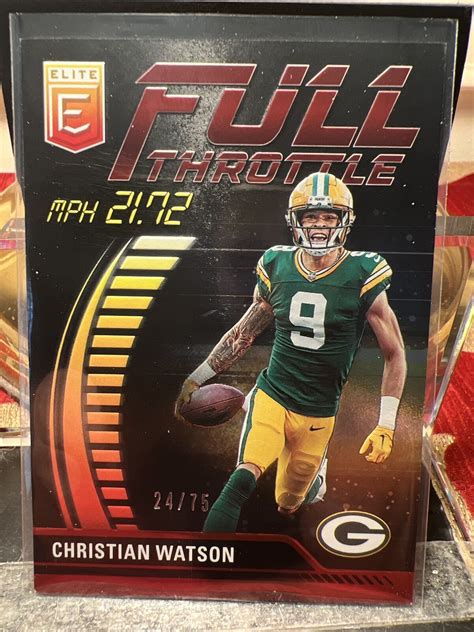 ELITE
E
FULL
THROTTLE
MPH 21.72
9
24/75
G
CHRISTIAN WATSON